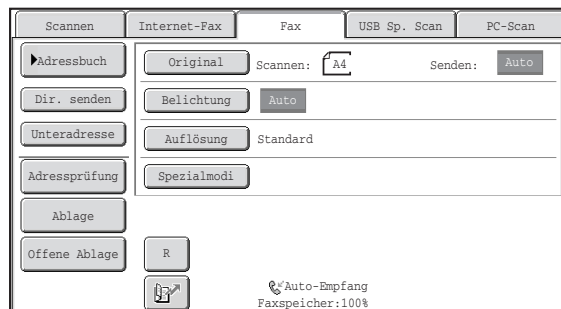 Scannen Internet-Fax Fax USB Sp. Scan PC-Scan
Adressbuch Original Scannen: A4 Senden: Auto
Dir. senden Belichtung Auto
Unteradresse Auflösung Standard
Adressprüfung Spezialmodi
Ablage
Offene Ablage R
Auto-Empfang
Faxspeicher:100%